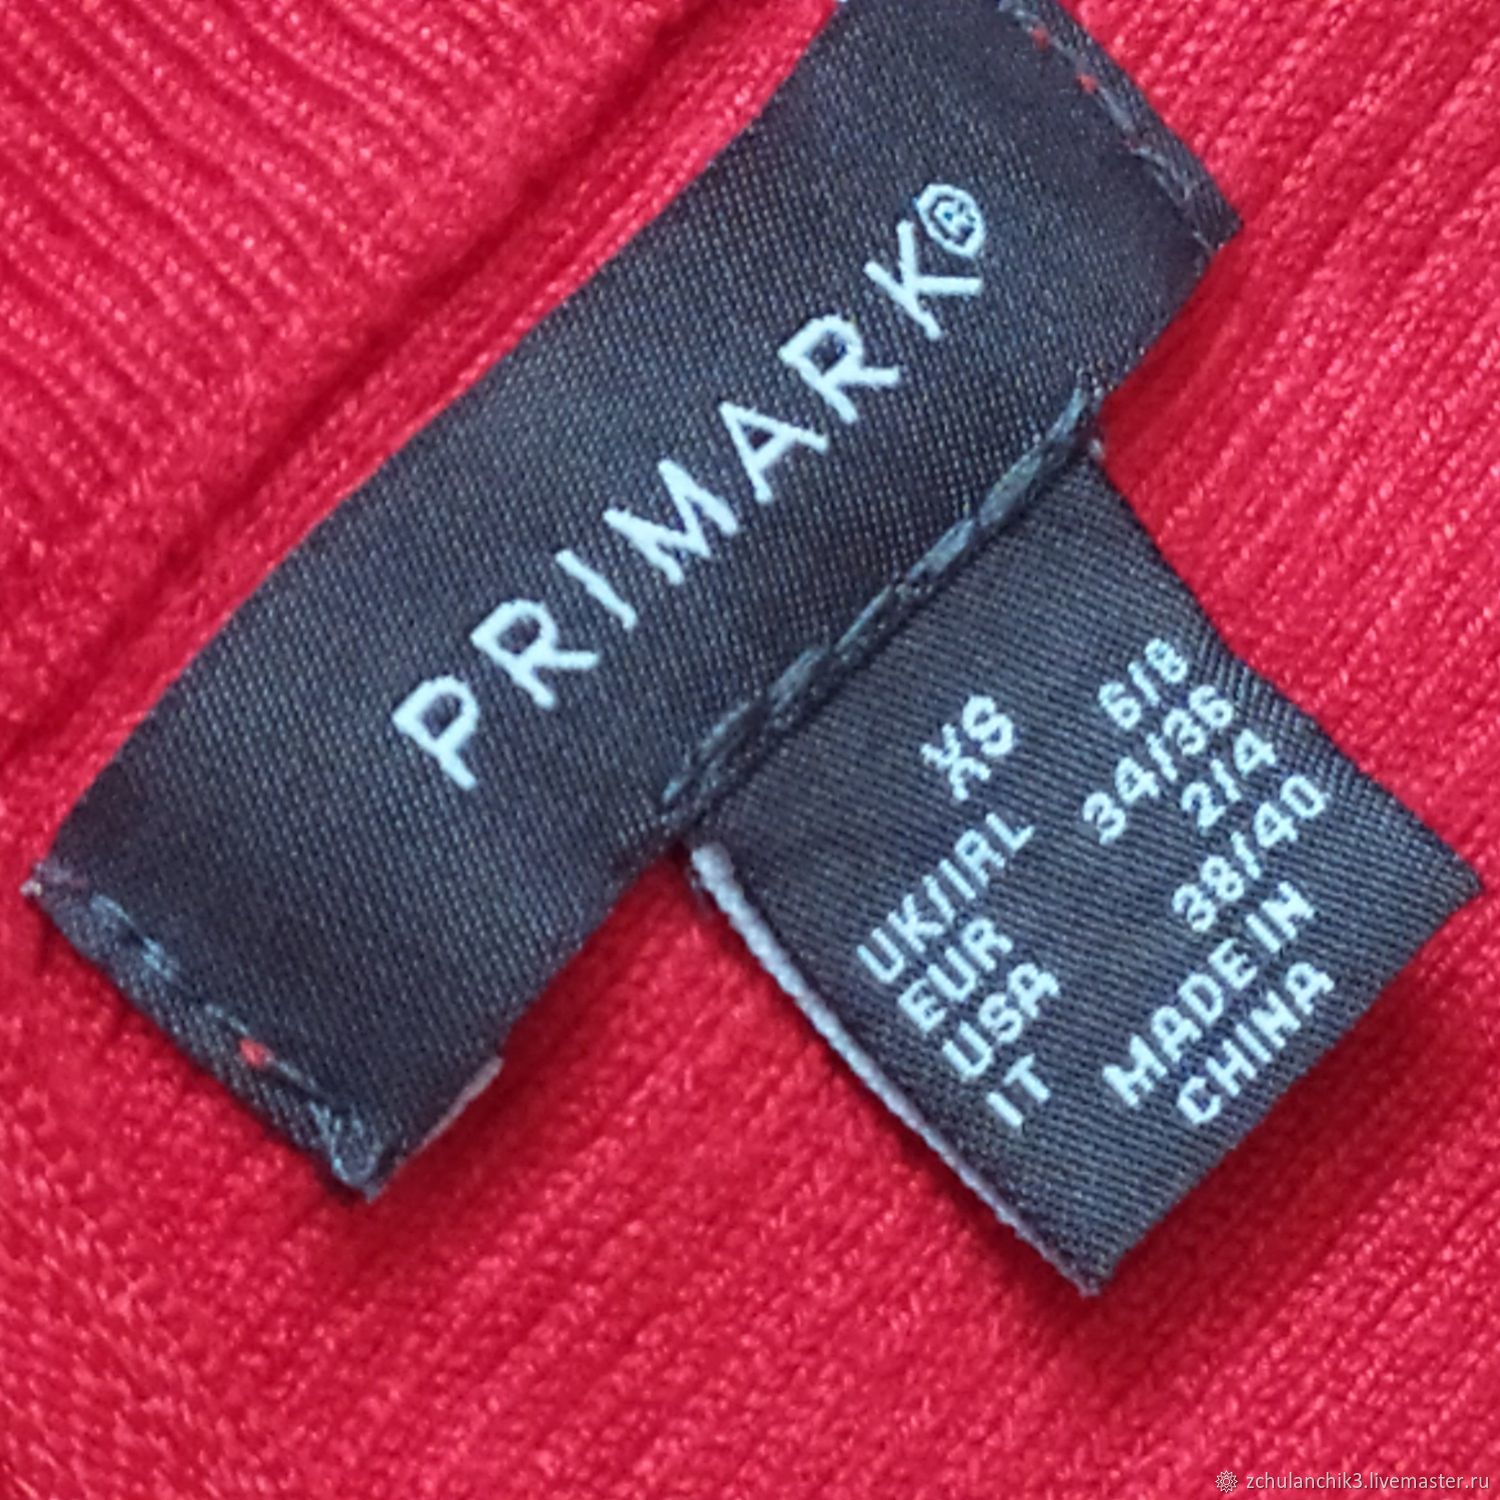 PRIMARK®
XS
UK/IRL 6/8
EUR 34/36
USA 2/4
IT 38/40
MADE IN
CHINA
zchulanchik3.livemaster.ru